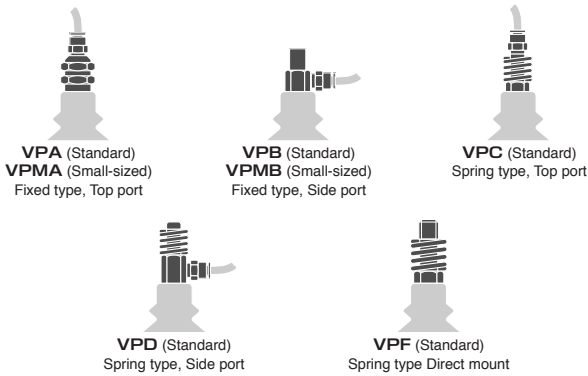 VPA (Standard)
VPMA (Small-sized)
Fixed type, Top port
VPB (Standard)
VPMB (Small-sized)
Fixed type, Side port
VPC (Standard)
Spring type, Top port
VPD (Standard)
Spring type, Side port
VPF (Standard)
Spring type Direct mount